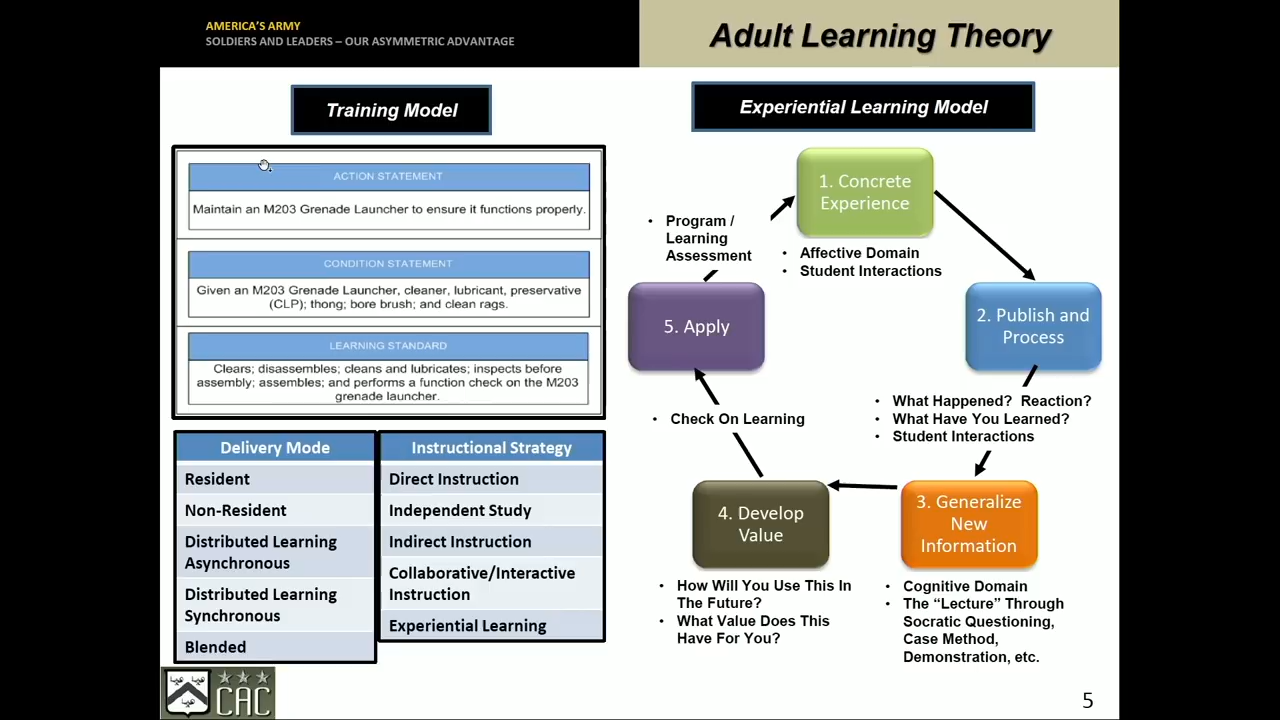 AMERICA'S ARMY
SOLDIERS AND LEADERS – OUR ASYMMETRIC ADVANTAGE
Adult Learning Theory
Training Model
ACTION STATEMENT
Maintain an M203 Grenade Launcher to ensure it functions properly.
CONDITION STATEMENT
Given an M203 Grenade Launcher, cleaner, lubricant, preservative
(CLP); thong; bore brush; and clean rags.
LEARNING STANDARD
Clears; disassembles; cleans and lubricates; inspects before
assembly; assembles; and performs a function check on the M203
grenade launcher.
Delivery Mode
Resident
Non-Resident
Distributed Learning
Asynchronous
Distributed Learning
Synchronous
Blended
Instructional Strategy
Direct Instruction
Independent Study
Indirect Instruction
Collaborative/Interactive
Instruction
Experiential Learning
Experiential Learning Model
1. Concrete
Experience
• Affective Domain
• Student Interactions
2. Publish and
Process
• What Happened? Reaction?
• What Have You Learned?
• Student Interactions
3. Generalize
New
Information
• Cognitive Domain
• The “Lecture” Through
Socratic Questioning,
Case Method,
Demonstration, etc.
4. Develop
Value
• How Will You Use This In
The Future?
• What Value Does This
Have For You?
• Check On Learning
5. Apply
• Program /
Learning
Assessment
CAC
5